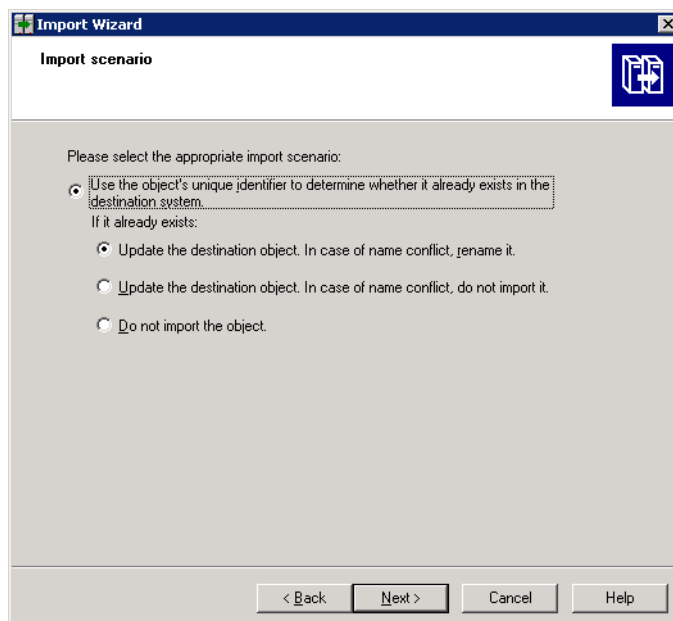 Import Wizard
Import scenario
Please select the appropriate import scenario:
Use the object's unique identifier to determine whether it already exists in the
destination system.
If it already exists:
Update the destination object. In case of name conflict, rename it.
Update the destination object. In case of name conflict, do not import it.
Do not import the object.
< Back
Next >
Cancel
Help